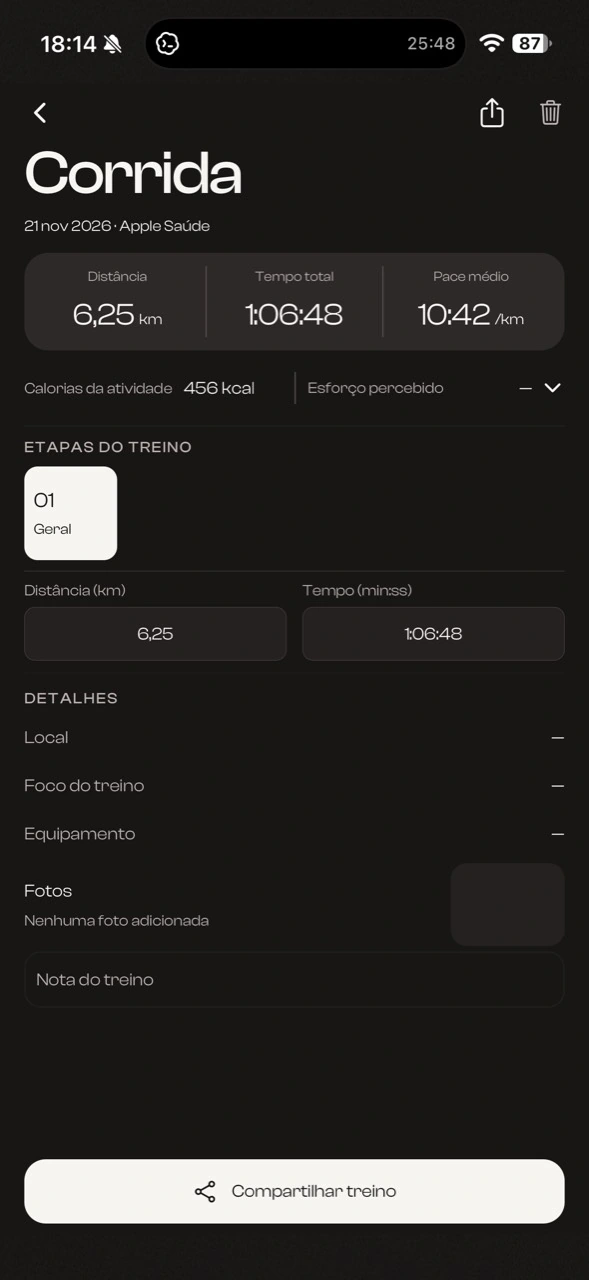 18:14
25:48
87
Corrida
21 nov 2026 · Apple Saúde
Distância
Tempo total
Pace médio
6,25 km
1:06:48
10:42 /km
Calorias da atividade 456 kcal
Esforço percebido —
ETAPAS DO TREINO
01
Geral
Distância (km)
Tempo (min:ss)
6,25
1:06:48
DETALHES
Local —
Foco do treino —
Equipamento —
Fotos
Nenhuma foto adicionada
Nota do treino
Compartilhar treino